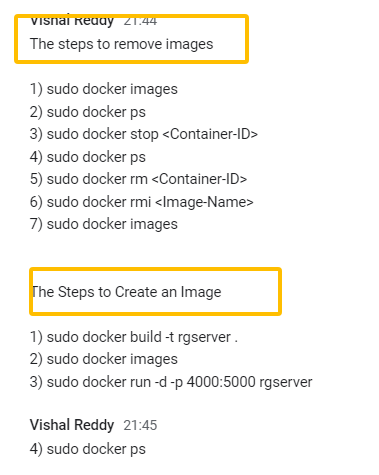 Vishal Reddy 21:44
The steps to remove images
1) sudo docker images
2) sudo docker ps
3) sudo docker stop <Container-ID>
4) sudo docker ps
5) sudo docker rm <Container-ID>
6) sudo docker rmi <Image-Name>
7) sudo docker images
The Steps to Create an Image
1) sudo docker build -t rgserver .
2) sudo docker images
3) sudo docker run -d -p 4000:5000 rgserver
Vishal Reddy 21:45
4) sudo docker ps